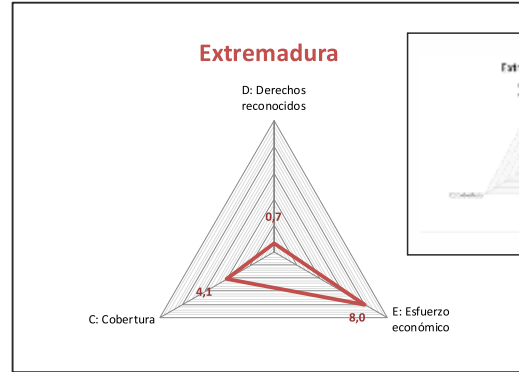 Extremadura
D: Derechos
reconocidos
0,7
4,1
8,0
C: Cobertura
E: Esfuerzo
económico